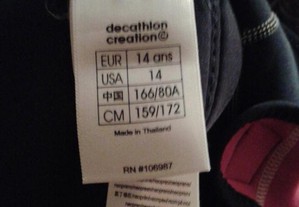 decathlon
creation©
EUR 14 ans
USA 14
中国 166/80A
CM 159/172
Made in Thailand
RN #106987